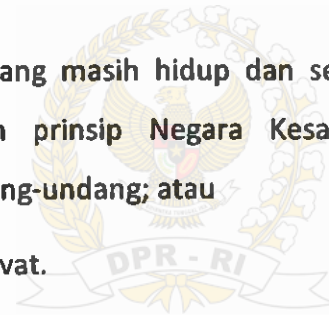 ang masih hidup dan se
prinsip Negara Kesa
ng-undang; atau
vat.
DPR - RI